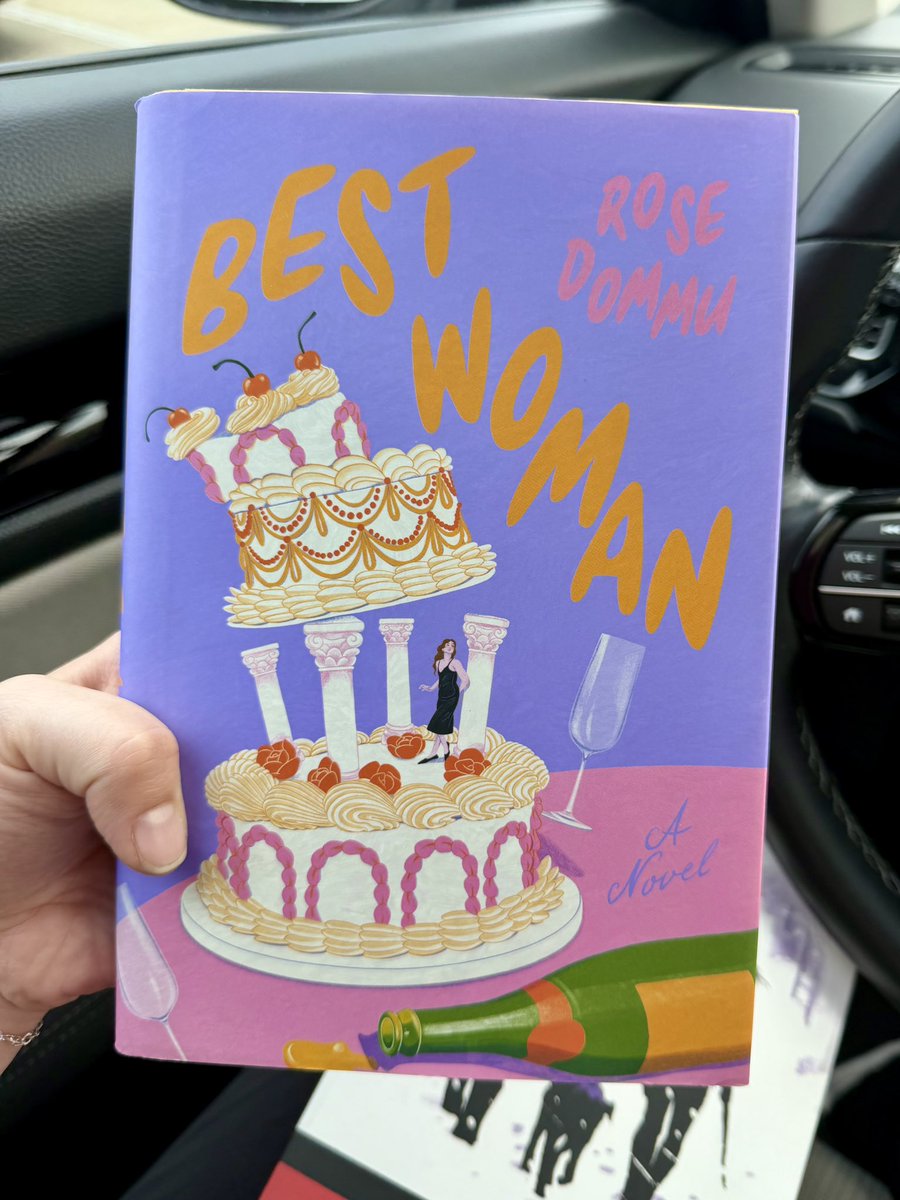 BEST
WOMAN
ROSE
DOMMU
A
Novel
VOL+
VOL-